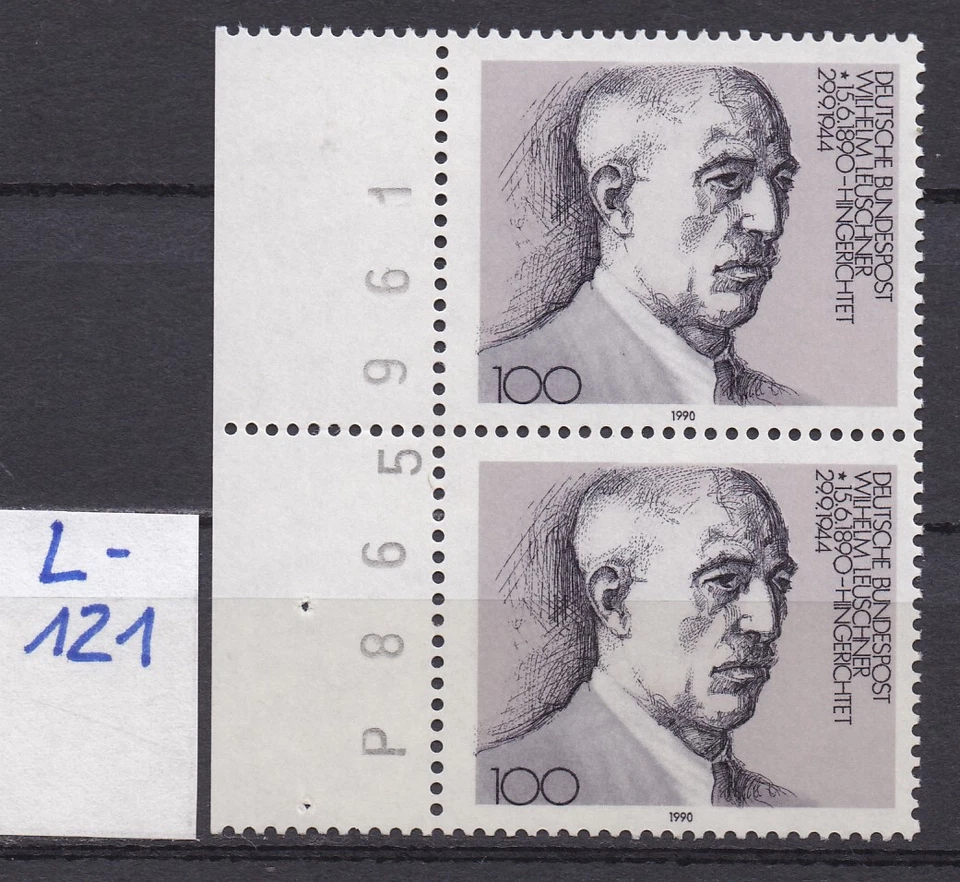 DEUTSCHE BUNDESPOST
WILHELM LEUSCHNER
*15.6.1890–HINGERICHTET
29.9.1944
100
1990
DEUTSCHE BUNDESPOST
WILHELM LEUSCHNER
*15.6.1890–HINGERICHTET
29.9.1944
100
1990
P 8 6 5 9 6 1
L-
121